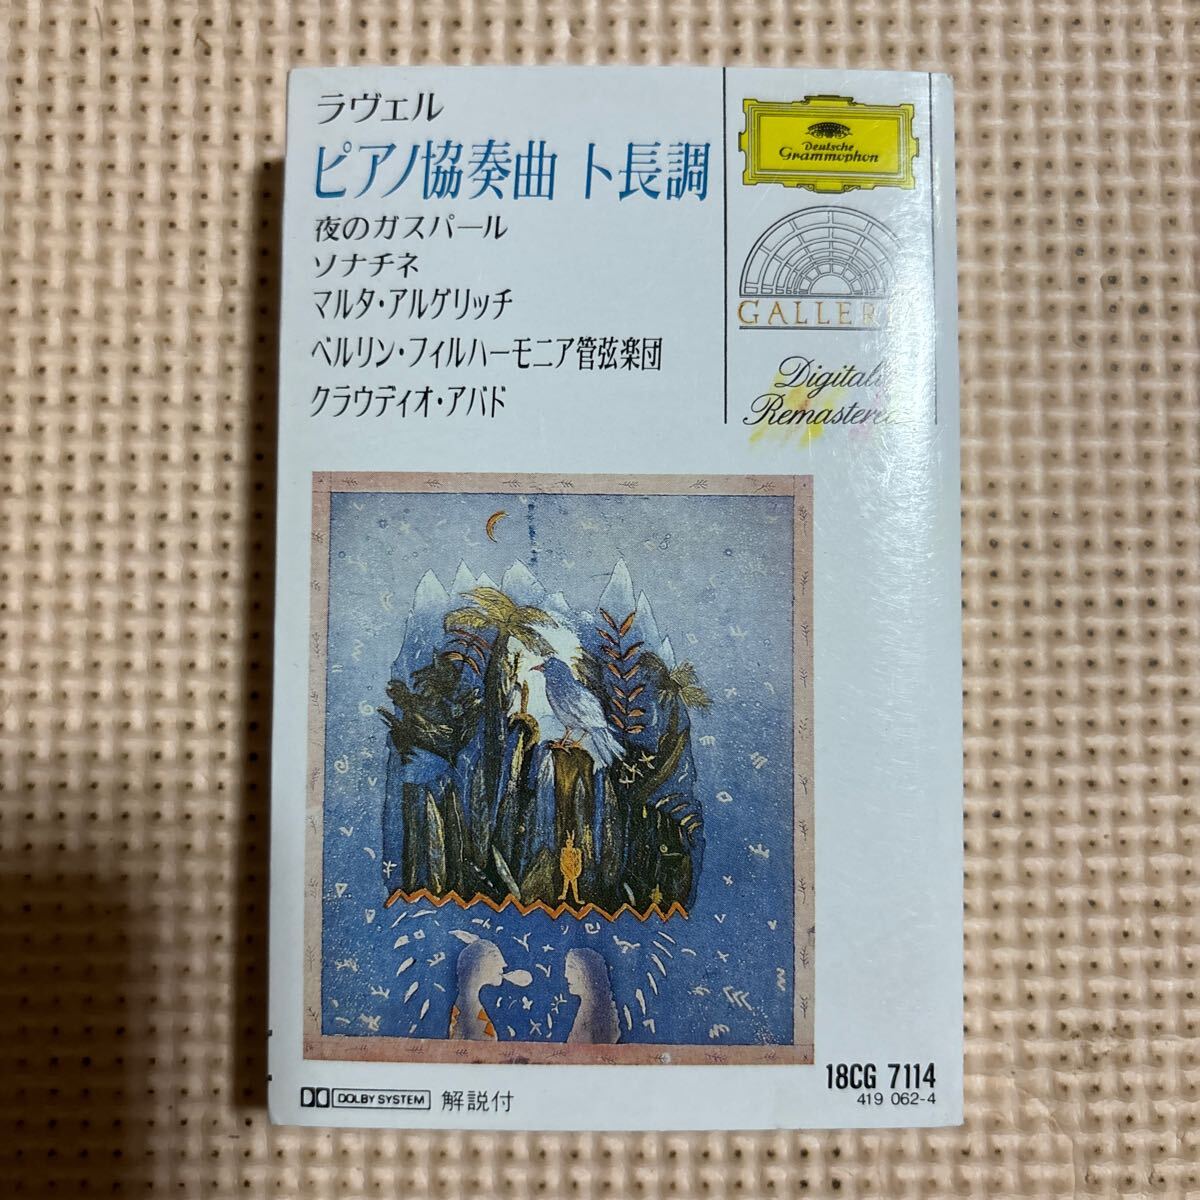 ラヴェル
ピアノ協奏曲 ト長調
夜のガスパール
ソナチネ
マルタ・アルゲリッチ
ベルリン・フィルハーモニア管弦楽団
クラウディオ・アバド
Deutsche
Grammophon
GALLERIA
Digitally
Remastered
18CG 7114
419 062-4
DOLBY SYSTEM 解説付